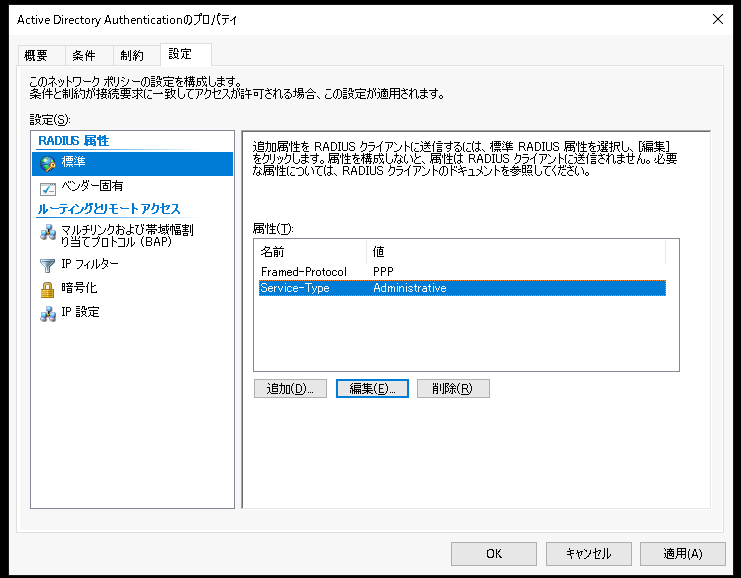 Active Directory Authenticationのプロパティ
概要 条件 制約 設定
このネットワーク ポリシーの設定を構成します。
条件と制約が接続要求に一致してアクセスが許可される場合、この設定が適用されます。
設定(S):
RADIUS 属性
標準
ベンダー固有
ルーティングとリモート アクセス
マルチリンクおよび帯域幅割
り当てプロトコル (BAP)
IP フィルター
暗号化
IP 設定
追加属性を RADIUS クライアントに送信するには、標準 RADIUS 属性を選択し、[編集]
をクリックします。属性を構成しないと、属性は RADIUS クライアントに送信されません。必要
な属性については、RADIUS クライアントのドキュメントを参照してください。
属性(T):
名前 値
Framed-Protocol PPP
Service-Type Administrative
追加(D)... 編集(E)... 削除(R)
OK キャンセル 適用(A)